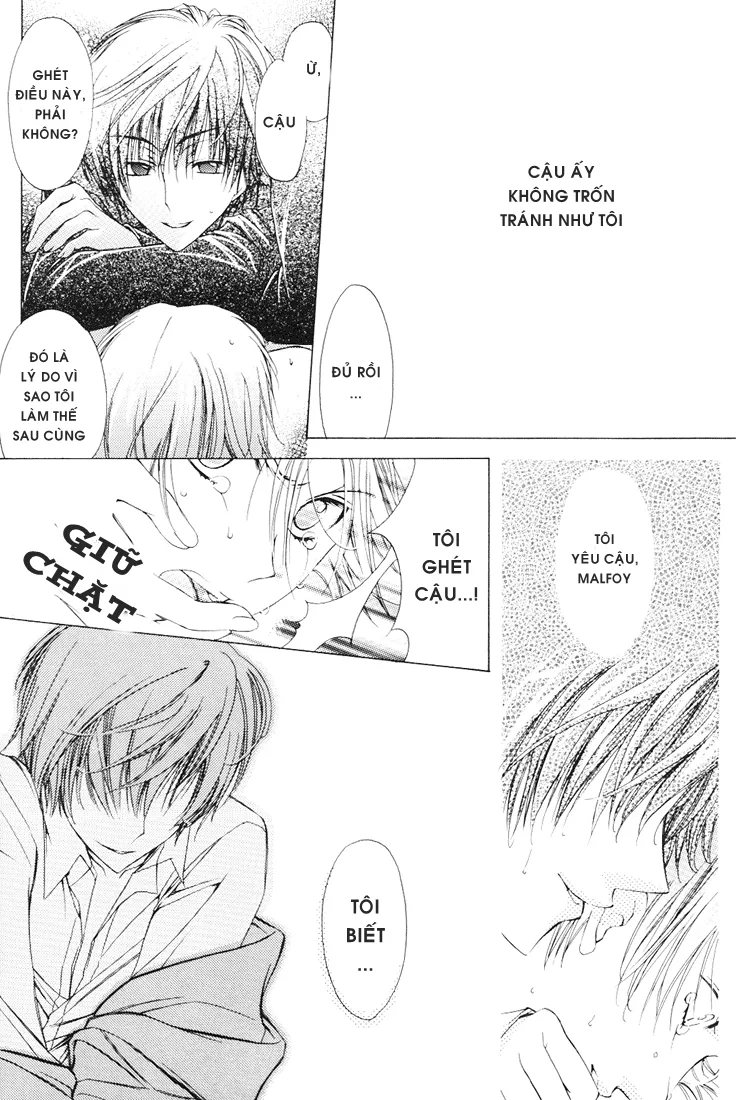 CẬU ẤY
KHÔNG TRỐN
TRÁNH NHƯ TÔI
Ừ,
CẬU
GHÉT
ĐIỀU NÀY,
PHẢI
KHÔNG?
ĐỦ RỒI
...
ĐÓ LÀ
LÝ DO VÌ
SAO TÔI
LÀM THẾ
SAU CÙNG
TÔI
YÊU CẬU,
MALFOY
TÔI
GHÉT
CẬU...!
GIỮ
CHẶT
TÔI
BIẾT
...